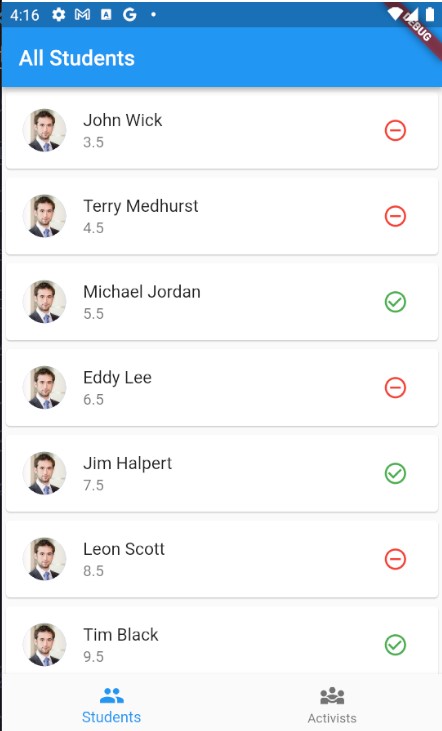 4:16
DEBUG
All Students
John Wick
3.5
Terry Medhurst
4.5
Michael Jordan
5.5
Eddy Lee
6.5
Jim Halpert
7.5
Leon Scott
8.5
Tim Black
9.5
Students
Activists